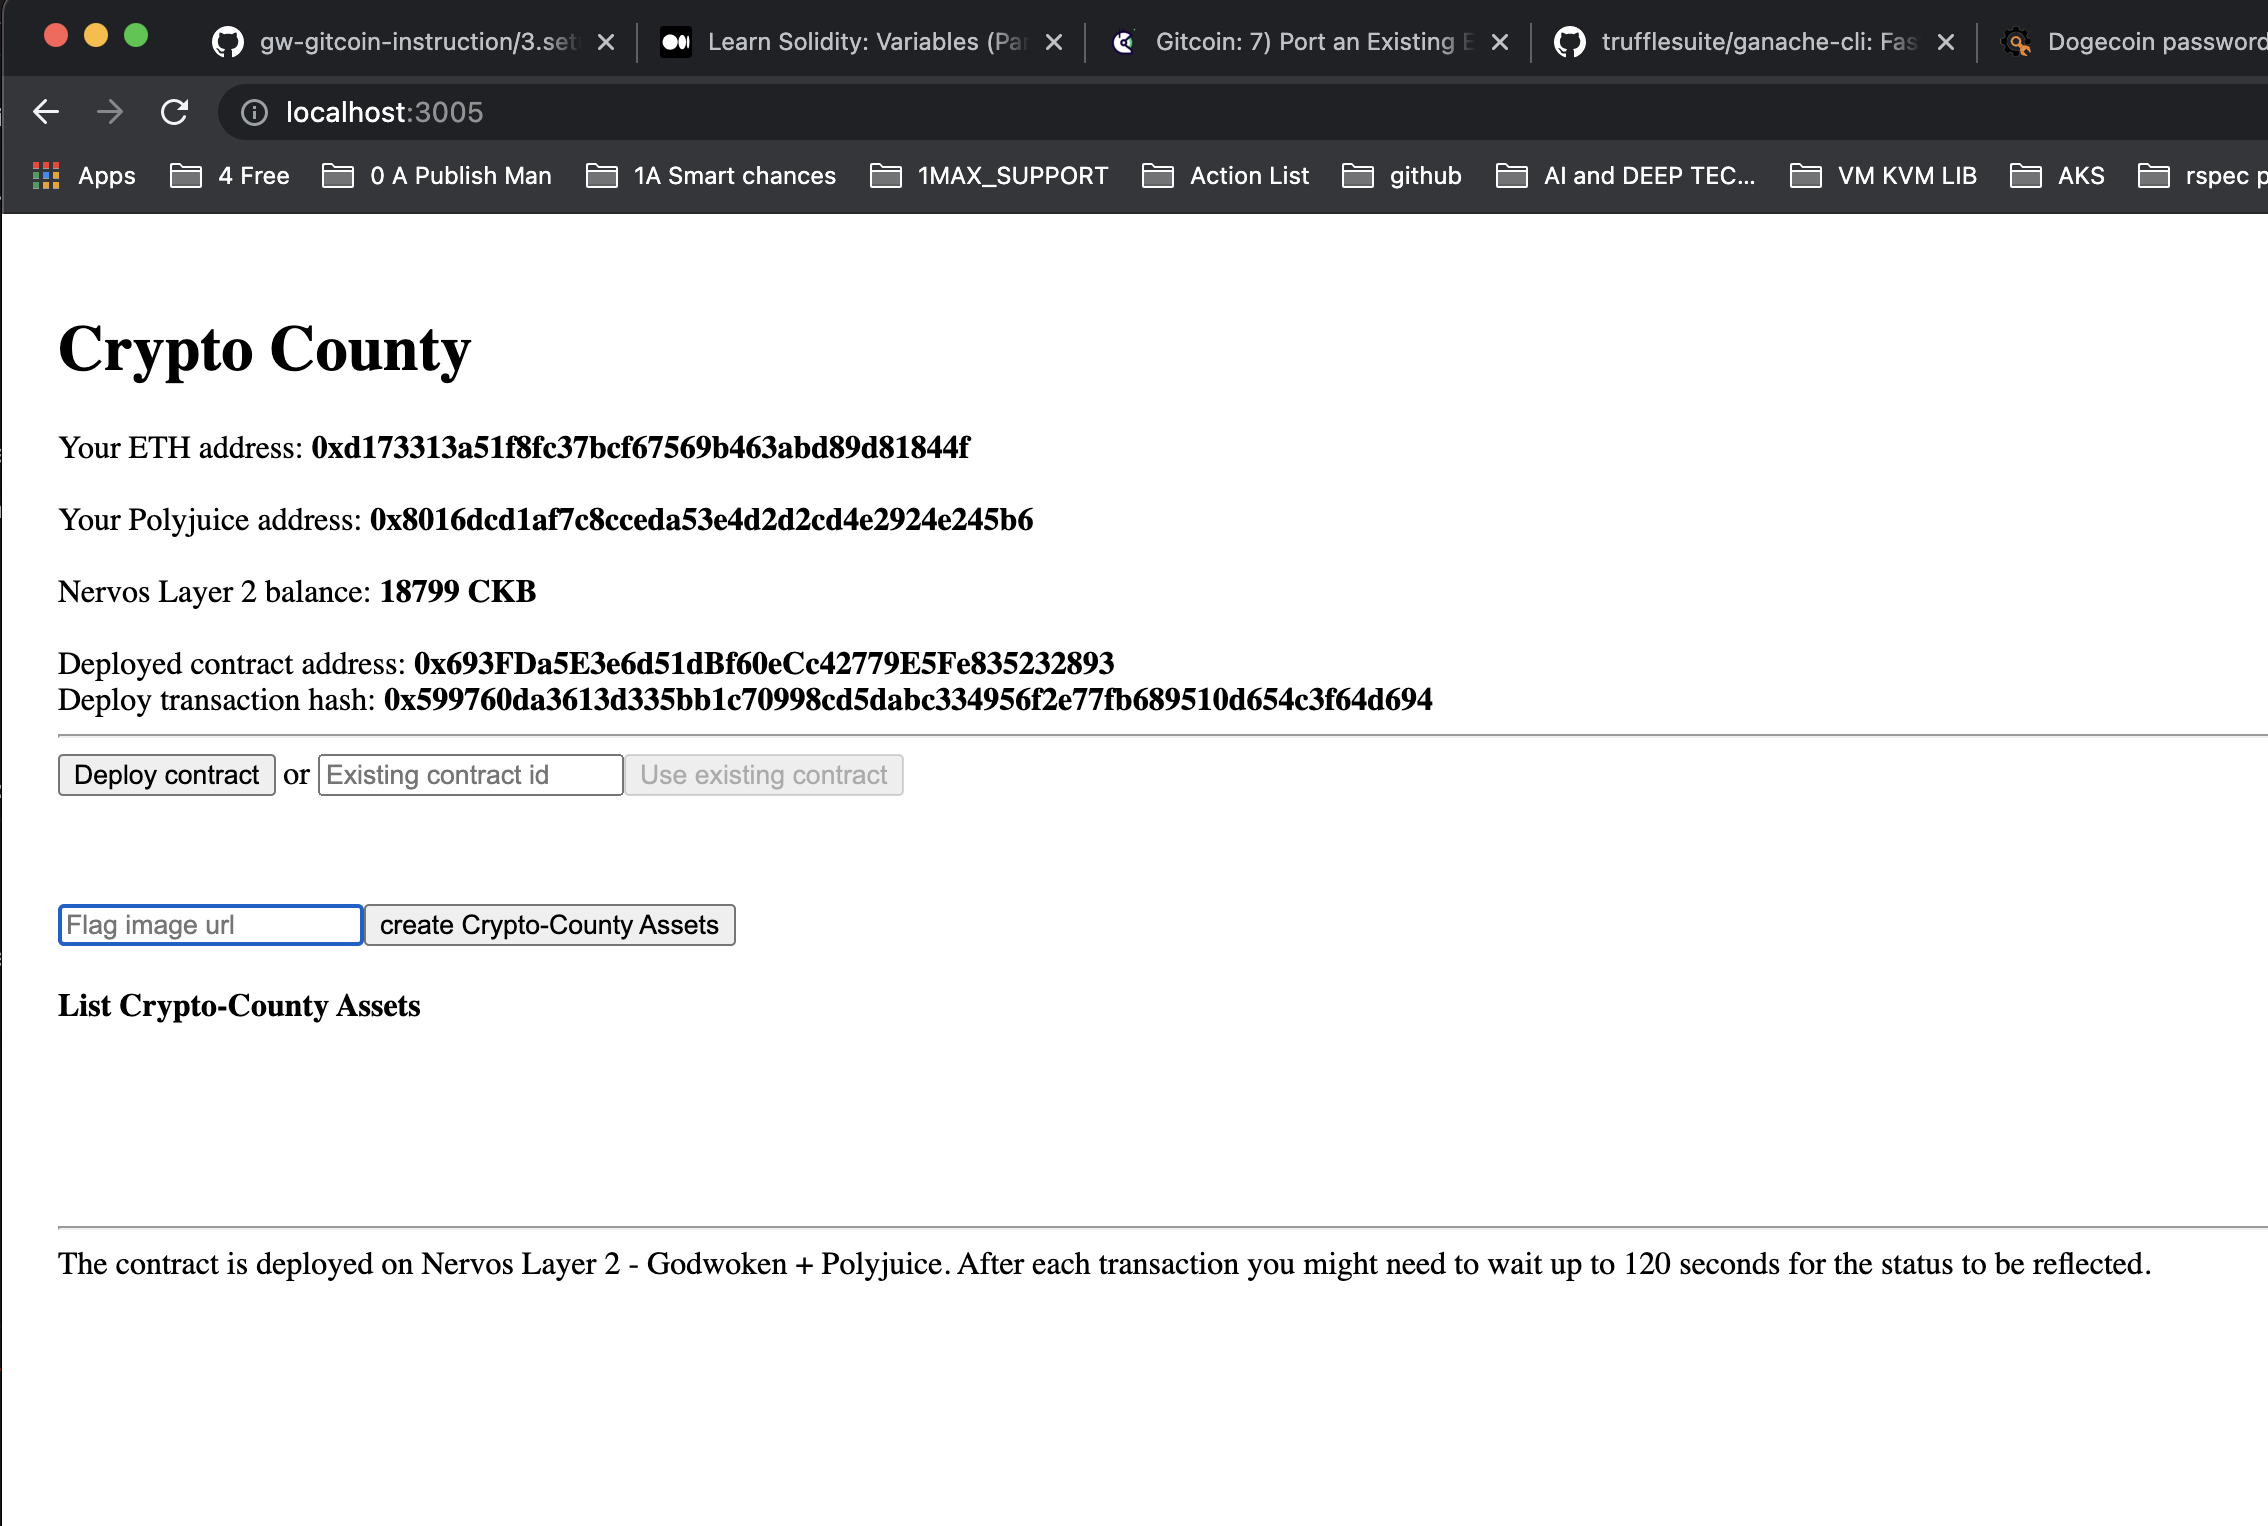 gw-gitcoin-instruction/3.set
Learn Solidity: Variables (Par
Gitcoin: 7) Port an Existing E
trufflesuite/ganache-cli: Fas
Dogecoin password
localhost:3005
Apps
4 Free
0 A Publish Man
1A Smart chances
1MAX_SUPPORT
Action List
github
AI and DEEP TEC...
VM KVM LIB
AKS
rspec p
Crypto County
Your ETH address: 0xd173313a51f8fc37bcf67569b463abd89d81844f
Your Polyjuice address: 0x8016dcd1af7c8cceda53e4d2d2cd4e2924e245b6
Nervos Layer 2 balance: 18799 CKB
Deployed contract address: 0x693FDa5E3e6d51dBf60eCc42779E5Fe835232893
Deploy transaction hash: 0x599760da3613d335bb1c70998cd5dabc334956f2e77fb689510d654c3f64d694
Deploy contract or Existing contract id Use existing contract
Flag image url create Crypto-County Assets
List Crypto-County Assets
The contract is deployed on Nervos Layer 2 - Godwoken + Polyjuice. After each transaction you might need to wait up to 120 seconds for the status to be reflected.